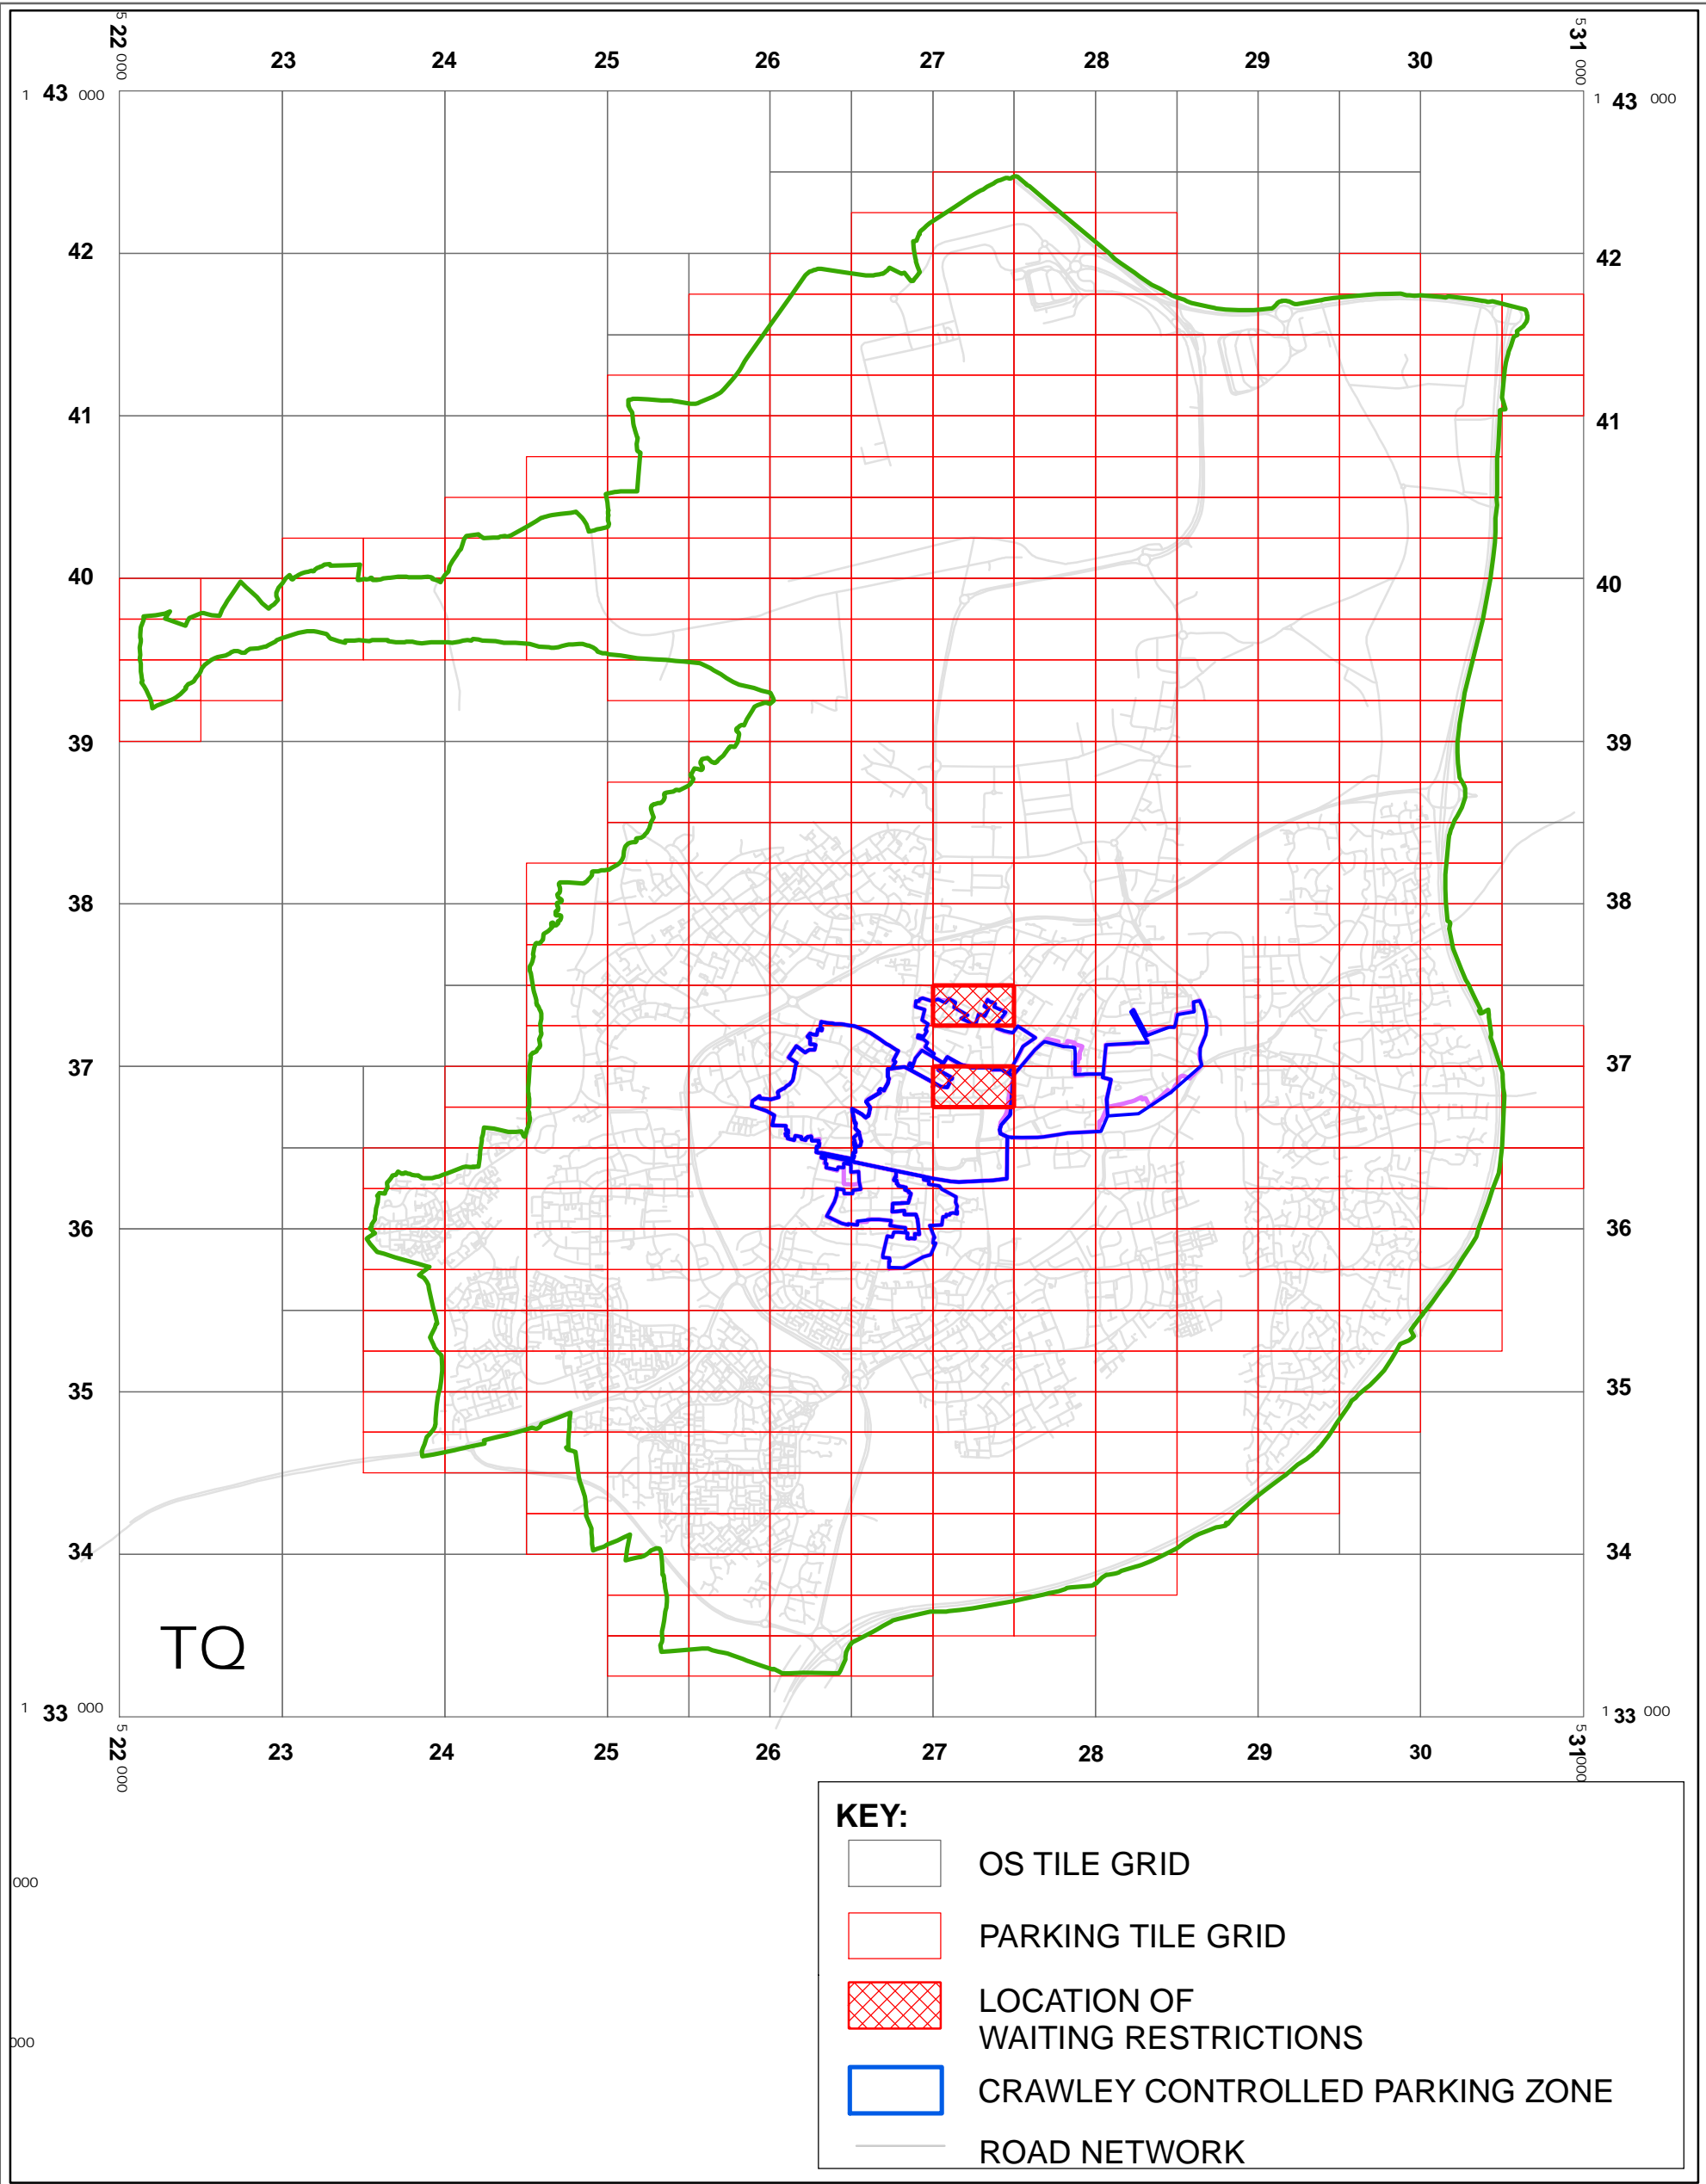 5 22 000 23 24 25 26 27 28 29 30 5 31 000
1 43 000 1 43 000
42 42
41 41
40 40
39 39
38 38
37 37
36 36
35 35
34 34
TQ
1 33 000 1 33 000
5 22 000 23 24 25 26 27 28 29 30 5 31 000
KEY:
OS TILE GRID
000
PARKING TILE GRID
LOCATION OF
WAITING RESTRICTIONS
000
CRAWLEY CONTROLLED PARKING ZONE
ROAD NETWORK